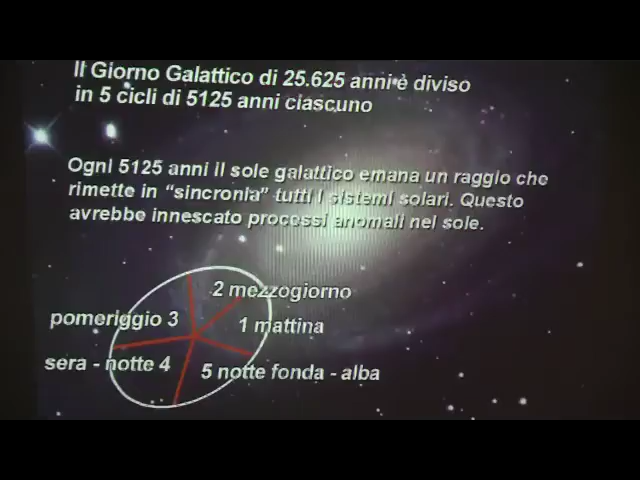 Il Giorno Galattico di 25.625 anni è diviso
in 5 cicli di 5125 anni ciascuno
Ogni 5125 anni il sole galattico emana un raggio che
rimette in "sincronia" tutti i sistemi solari. Questo
avrebbe innescato processi anomali nel sole.
2 mezzogiorno
pomeriggio 3
1 mattina
sera - notte 4
5 notte fonda - alba